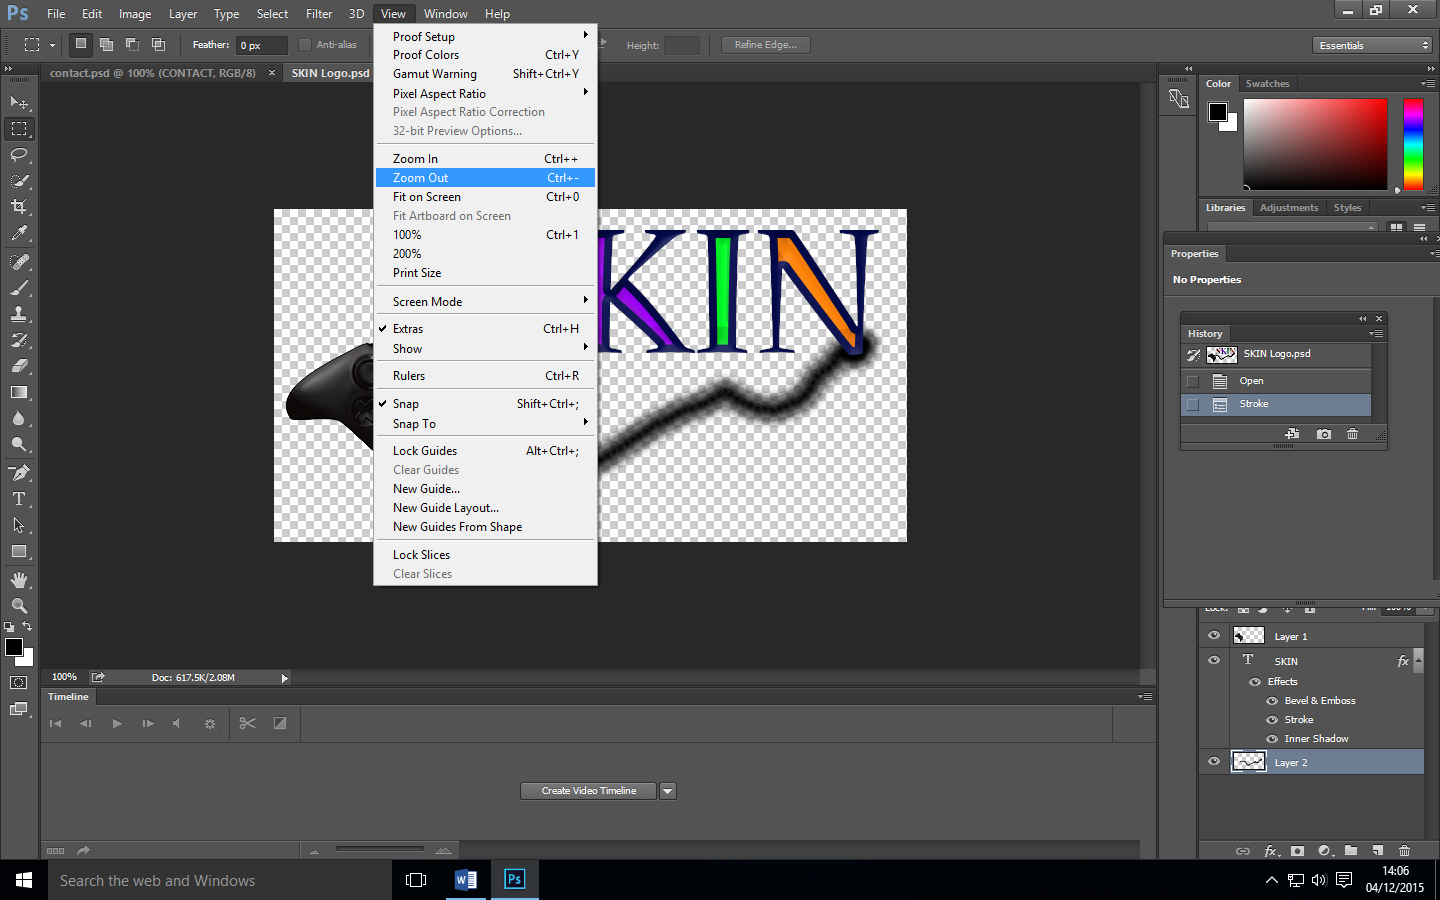 Ps File Edit Image Layer Type Select Filter 3D View Window Help
Feather: 0 px Anti-alias Height: Refine Edge... Essentials
contact.psd @ 100% (CONTACT, RGB/8) × SKIN Logo.psd
Proof Setup
Proof Colors Ctrl+Y
Gamut Warning Shift+Ctrl+Y
Pixel Aspect Ratio
Pixel Aspect Ratio Correction
32-bit Preview Options...
Zoom In Ctrl++
Zoom Out Ctrl+-
Fit on Screen Ctrl+0
Fit Artboard on Screen
100% Ctrl+1
200%
Print Size
Screen Mode
Extras Ctrl+H
Show
Rulers Ctrl+R
Snap Shift+Ctrl+;
Snap To
Lock Guides Alt+Ctrl+;
Clear Guides
New Guide...
New Guide Layout...
New Guides From Shape
Lock Slices
Clear Slices
KIN
Color Swatches
Libraries Adjustments Styles
Properties
No Properties
History
SKIN Logo.psd
Open
Stroke
Layer 1
T SKIN fx
Effects
Bevel & Emboss
Stroke
Inner Shadow
Layer 2
fx
100% Doc: 617.5K/2.08M
Timeline
Create Video Timeline
Search the web and Windows
Ps
14:06
04/12/2015